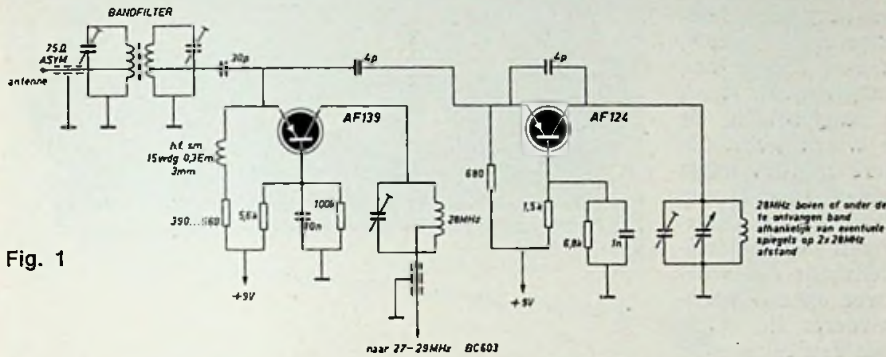 BANDFILTER
75Ω
ASYM
antenne
30p
4p
4p
AF139
AF124
h.f. sm
15wdg 0,3Em
3mm
390...560
5,6k
10n
100k
28MHz
680
1,5k
6,8k
1n
28MHz boven of onder de
te ontvangen band
afhankelijk van eventuele
spiegels op 2x28MHz
afstand
+9V
+9V
naar 27-29MHz BC603
Fig. 1